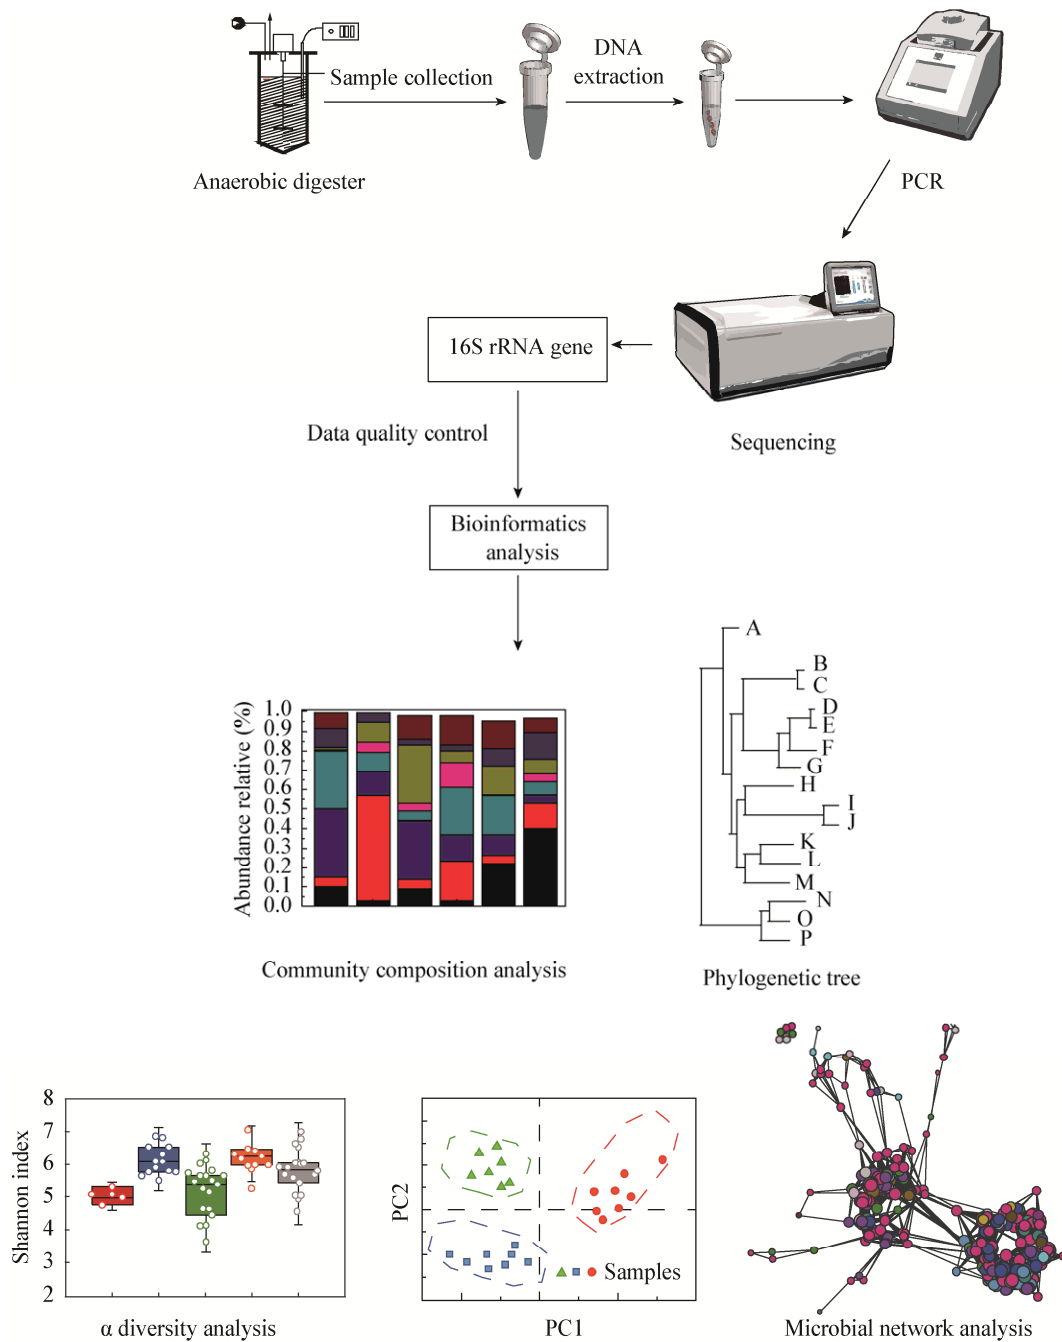 Sample collection
DNA
extraction
Anaerobic digester
PCR
16S rRNA gene
Sequencing
Data quality control
Bioinformatics
analysis
Abundance relative (%)
1.0
0.9
0.8
0.7
0.6
0.5
0.4
0.3
0.2
0.1
0.0
Community composition analysis
A
B
C
D
E
F
G
H
I
J
K
L
M
N
O
P
Phylogenetic tree
Shannon index
8
7
6
5
4
3
2
α diversity analysis
PC2
Samples
PC1
Microbial network analysis